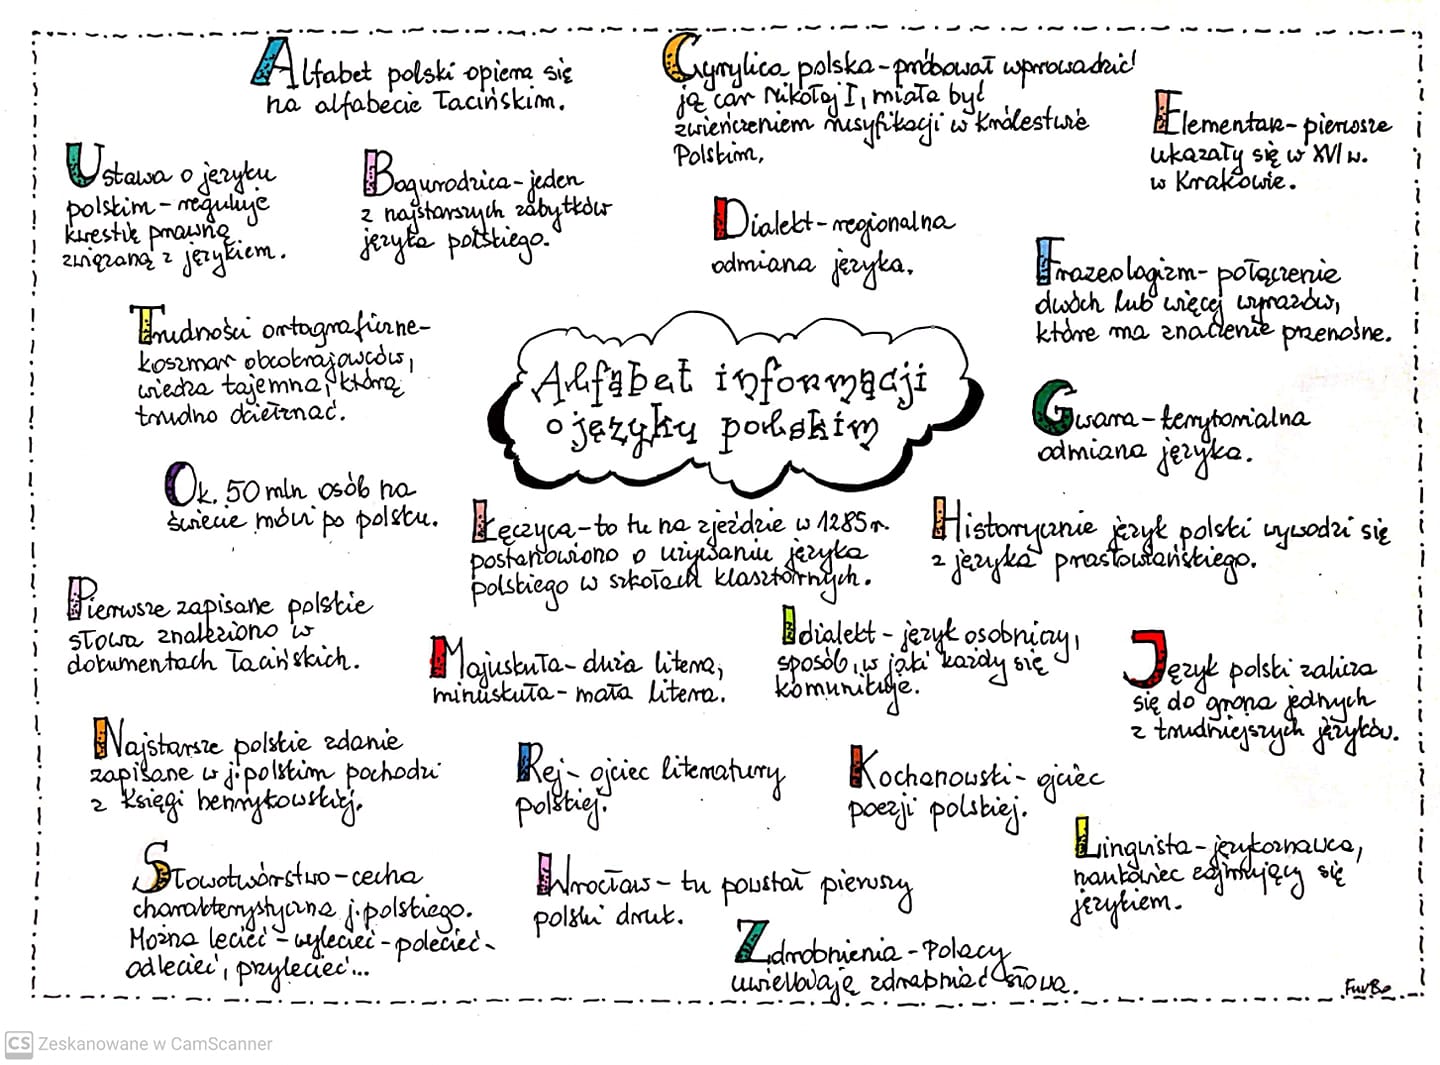 Alfabet polski opiera się
na alfabecie łacińskim.
Cyrylica polska – próbował wprowadzić
ją car Mikołaj I, miała być
zwieńczeniem rusyfikacji w Królestwie
Polskim.
Elementarz – pierwsze
ukazały się w XVI w.
w Krakowie.
Ustawa o języku
polskim – reguluje
kwestię prawną
związaną z językiem.
Bogurodzica – jeden
z najstarszych zabytków
języka polskiego.
Dialekt – regionalna
odmiana języka.
Frazeologizm – połączenie
dwóch lub więcej wyrazów,
które ma znaczenie przenośne.
Trudności ortograficzne –
koszmar obcokrajowców,
wiedza tajemna, którą
trudno dzierżać.
Alfabet informacji
o języku polskim
Gwara – terytorialna
odmiana języka.
Ok. 50 mln osób na
świecie mówi po polsku.
Łęczyca – to tu na zjeździe w 1285 r.
postanowiono o używaniu języka
polskiego w szkołach klasztornych.
Historycznie język polski wywodzi się
z języka prasłowiańskiego.
Pierwsze zapisane polskie
słowa znaleziono w
dokumentach łacińskich.
Majuskuła – duża litera,
minuskuła – mała litera.
Idialekt – język osobniczy,
sposób, w jaki każdy się
komunikuje.
Język polski zalicza
się do grona jednych
z trudniejszych języków.
Najstarsze polskie zdanie
zapisane w j. polskim pochodzi
z Księgi henrykowskiej.
Rej – ojciec literatury
polskiej.
Kochanowski – ojciec
poezji polskiej.
Lingwista – językoznawca,
naukowiec zajmujący się
językiem.
Słowotwórstwo – cecha
charakterystyczna j. polskiego.
Można lecieć – wylecieć – polecieć –
odlecieć, przylecieć...
Wrocław – tu powstał pierwszy
polski druk.
Zdrobnienia – Polacy
uwielbiają zdrabniać słowa.
CS Zeskanowane w CamScanner